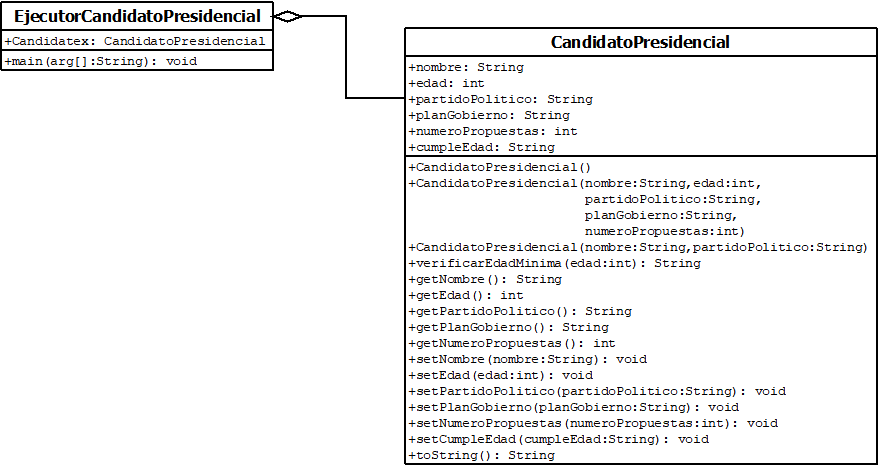 EjecutorCandidatoPresidencial
+Candidatex: CandidatoPresidencial
+main(arg[]:String): void
CandidatoPresidencial
+nombre: String
+edad: int
+partidoPolitico: String
+planGobierno: String
+numeroPropuestas: int
+cumpleEdad: String
+CandidatoPresidencial()
+CandidatoPresidencial(nombre:String,edad:int,
partidoPolitico:String,
planGobierno:String,
numeroPropuestas:int)
+CandidatoPresidencial(nombre:String,partidoPolitico:String)
+verificarEdadMinima(edad:int): String
+getNombre(): String
+getEdad(): int
+getPartidoPolitico(): String
+getPlanGobierno(): String
+getNumeroPropuestas(): int
+setNombre(nombre:String): void
+setEdad(edad:int): void
+setPartidoPolitico(partidoPolitico:String): void
+setPlanGobierno(planGobierno:String): void
+setNumeroPropuestas(numeroPropuestas:int): void
+setCumpleEdad(cumpleEdad:String): void
+toString(): String